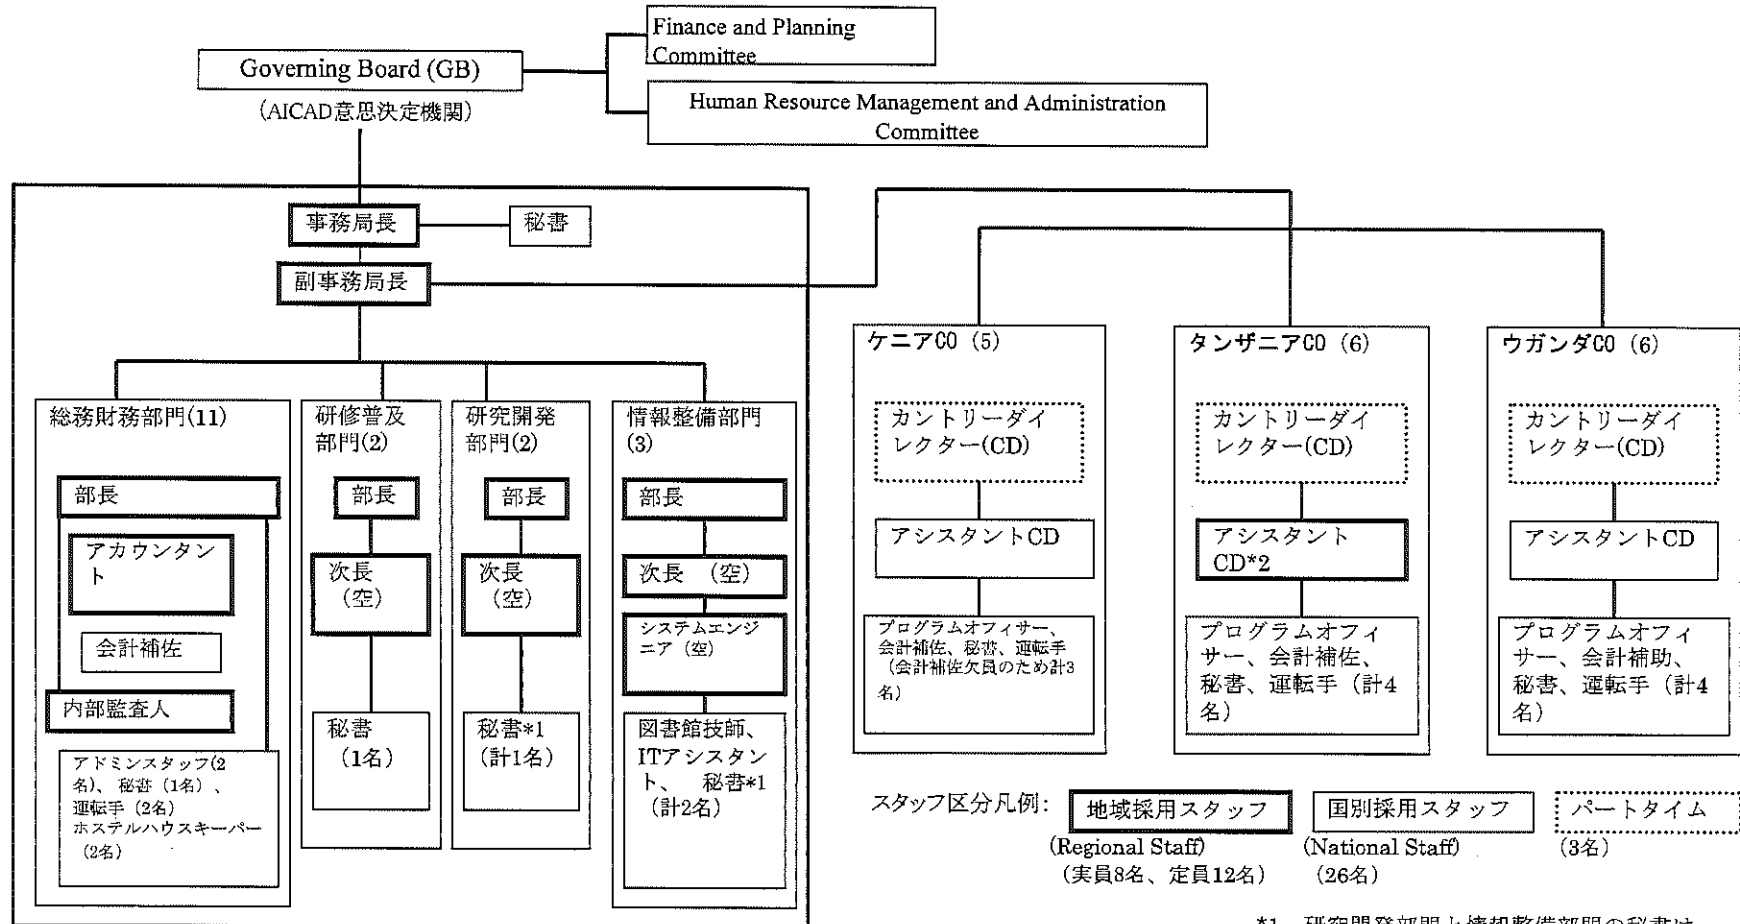 Finance and Planning
Committee
Governing Board (GB)
(AICAD意思決定機関)
Human Resource Management and Administration
Committee
事務局長
秘書
副事務局長
総務財務部門(11)
部長
アカウンタン
ト
会計補佐
内部監査人
アドミンスタッフ(2
名)、秘書（1名）、
運転手（2名）
ホステルハウスキーパー
（2名）
研修普及
部門(2)
部長
次長
（空）
秘書
（1名）
研究開発
部門(2)
部長
次長
（空）
秘書*1
（計1名）
情報整備部門
(3)
部長
次長　（空）
システムエンジ
ニア（空）
図書館技師、
ITアシスタン
ト、　秘書*1
（計2名）
ケニアCO（5）
カントリーダイ
レクター(CD)
アシスタントCD
プログラムオフィサー、
会計補佐、秘書、運転手
（会計補佐欠員のため計3
名）
タンザニアCO（6）
カントリーダイ
レクター(CD)
アシスタント
CD*2
プログラムオフィ
サー、会計補佐、
秘書、運転手（計4
名）
ウガンダCO（6）
カントリーダイ
レクター(CD)
アシスタントCD
プログラムオフィ
サー、会計補助、
秘書、運転手（計4
名）
スタッフ区分凡例：
地域採用スタッフ
(Regional Staff)
（実員8名、定員12名）
国別採用スタッフ
(National Staff)
（26名）
パートタイム
（3名）
*1　研究開発部門と情報整備部門の秘書は